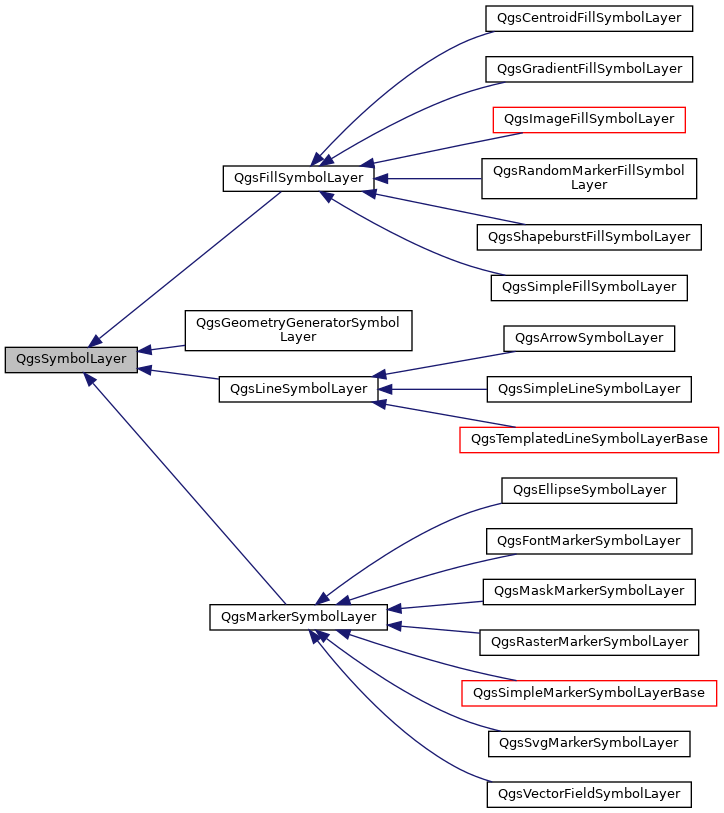 QgsCentroidFillSymbolLayer
QgsGradientFillSymbolLayer
QgsImageFillSymbolLayer
QgsFillSymbolLayer
QgsRandomMarkerFillSymbol
Layer
QgsShapeburstFillSymbolLayer
QgsSimpleFillSymbolLayer
QgsGeometryGeneratorSymbol
Layer
QgsSymbolLayer
QgsArrowSymbolLayer
QgsLineSymbolLayer
QgsSimpleLineSymbolLayer
QgsTemplatedLineSymbolLayerBase
QgsEllipseSymbolLayer
QgsFontMarkerSymbolLayer
QgsMaskMarkerSymbolLayer
QgsMarkerSymbolLayer
QgsRasterMarkerSymbolLayer
QgsSimpleMarkerSymbolLayerBase
QgsSvgMarkerSymbolLayer
QgsVectorFieldSymbolLayer